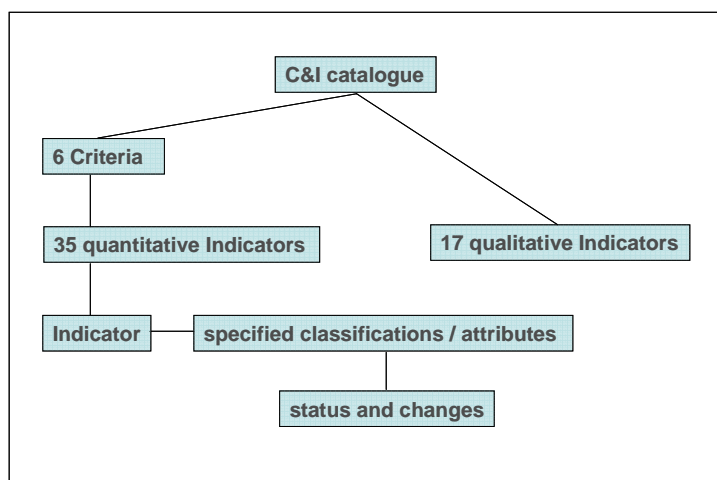 C&I catalogue
6 Criteria
35 quantitative Indicators
17 qualitative Indicators
Indicator
specified classifications / attributes
status and changes